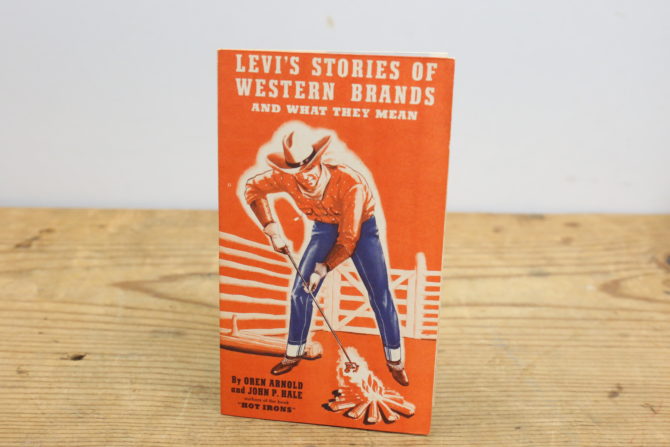 LEVI'S STORIES OF
WESTERN BRANDS
AND WHAT THEY MEAN
By OREN ARNOLD
and JOHN P. HALE
authors of the book
"HOT IRONS"